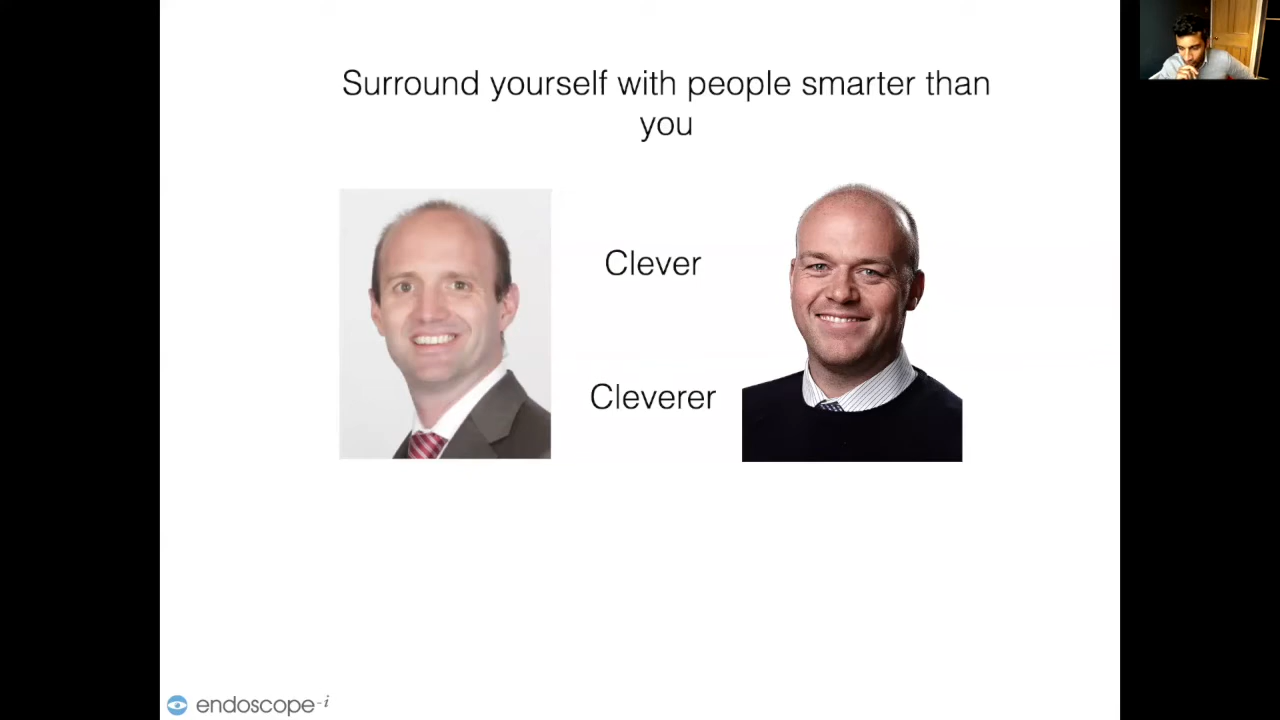 Surround yourself with people smarter than
you
Clever
Cleverer
endoscope-i